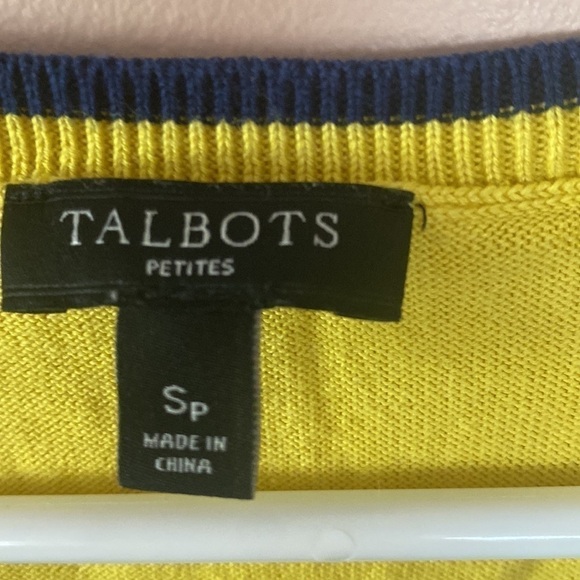 TALBOTS
PETITES
SP
MADE IN
CHINA